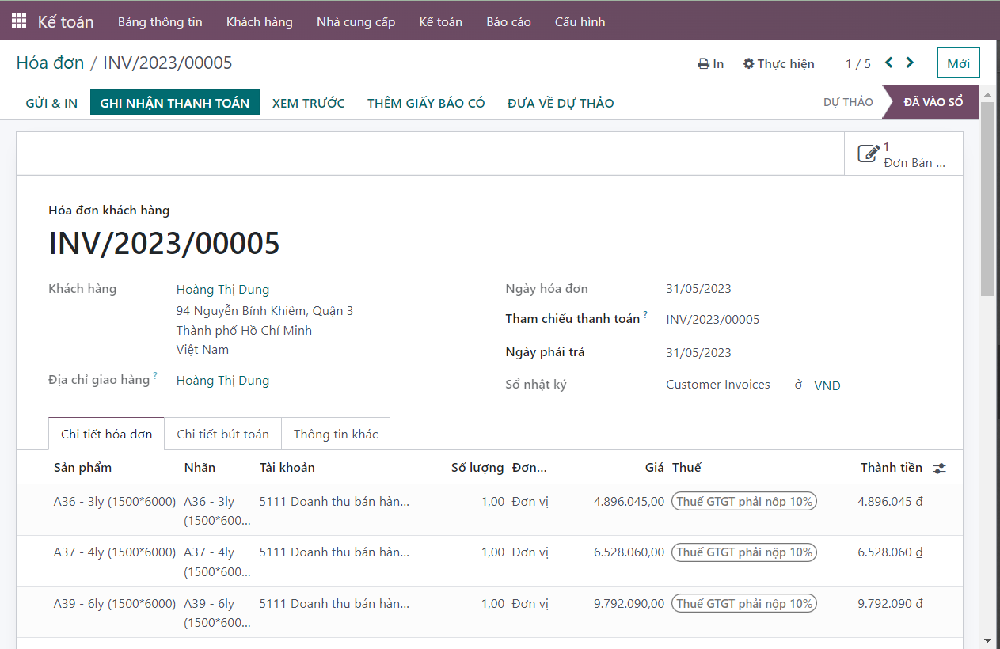 Kế toán Bảng thông tin Khách hàng Nhà cung cấp Kế toán Báo cáo Cấu hình
Hóa đơn / INV/2023/00005 In Thực hiện 1 / 5 Mới
GỬI & IN GHI NHẬN THANH TOÁN XEM TRƯỚC THÊM GIẤY BÁO CÓ ĐƯA VỀ DỰ THẢO DỰ THẢO ĐÃ VÀO SỔ
1
Đơn Bán ...
Hóa đơn khách hàng
INV/2023/00005
Khách hàng Hoàng Thị Dung
94 Nguyễn Bỉnh Khiêm, Quận 3
Thành phố Hồ Chí Minh
Việt Nam
Địa chỉ giao hàng ? Hoàng Thị Dung
Ngày hóa đơn 31/05/2023
Tham chiếu thanh toán ? INV/2023/00005
Ngày phải trả 31/05/2023
Sổ nhật ký Customer Invoices ở VND
Chi tiết hóa đơn Chi tiết bút toán Thông tin khác
Sản phẩm Nhãn Tài khoản Số lượng Đơn... Giá Thuế Thành tiền
A36 - 3ly (1500*6000) A36 - 3ly 5111 Doanh thu bán hàn... 1,00 Đơn vị 4.896.045,00 Thuế GTGT phải nộp 10% 4.896.045 ₫
(1500*600...
A37 - 4ly (1500*6000) A37 - 4ly 5111 Doanh thu bán hàn... 1,00 Đơn vị 6.528.060,00 Thuế GTGT phải nộp 10% 6.528.060 ₫
(1500*600...
A39 - 6ly (1500*6000) A39 - 6ly 5111 Doanh thu bán hàn... 1,00 Đơn vị 9.792.090,00 Thuế GTGT phải nộp 10% 9.792.090 ₫
(1500*600...